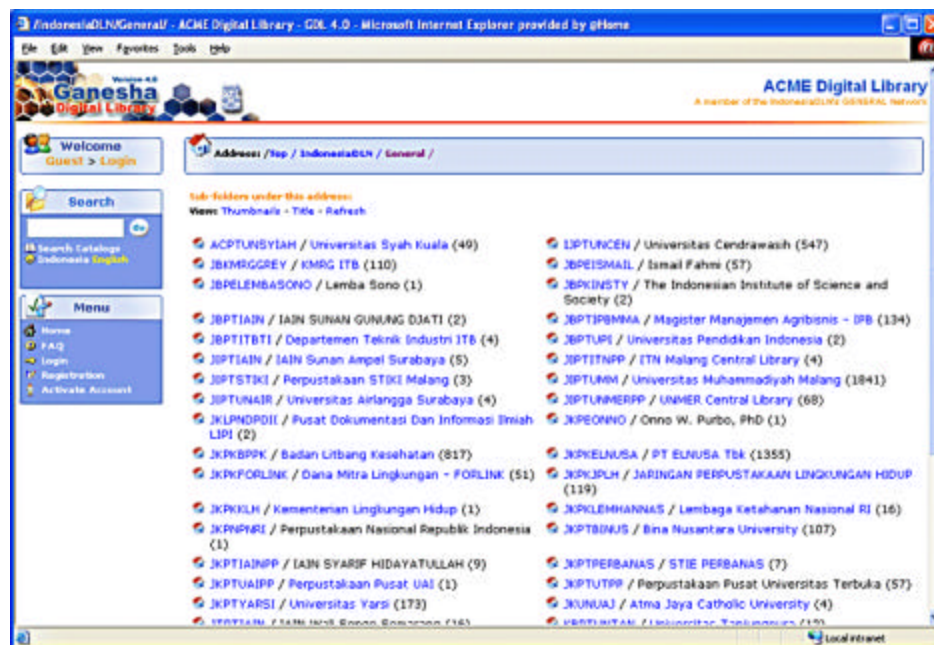 /IndonesiaDLN/General/ - ACME Digital Library - GDL 4.0 - Microsoft Internet Explorer provided by @Home
File Edit View Favorites Tools Help
Version 4.0
Ganesha
Digital Library
ACME Digital Library
A member of the IndonesiaDLN's GENERAL Network
Welcome
Guest > Login
Address: /Top / IndonesiaDLN / General /
Search
Go
Search Catalogs
Indonesia English
Menu
Home
FAQ
Login
Registration
Activate Account
Sub-folders under this address:
View: Thumbnails - Title - Refresh
ACPTUNSYIAH / Universitas Syah Kuala (49)
IJPTUNCEN / Universitas Cendrawasih (547)
JBKMRGGREY / KMRG ITB (110)
JBPEISMAIL / Ismail Fahmi (57)
JBPELEMBASONO / Lemba Sono (1)
JBPKINSTY / The Indonesian Institute of Science and
Society (2)
JBPTIAIN / IAIN SUNAN GUNUNG DJATI (2)
JBPTIPBMMA / Magister Manajemen Agribisnis - IPB (134)
JBPTITBTI / Departemen Teknik Industri ITB (4)
JBPTUPI / Universitas Pendidikan Indonesia (2)
JIPTIAIN / IAIN Sunan Ampel Surabaya (5)
JIPTITNPP / ITN Malang Central Library (4)
JIPTSTIKI / Perpustakaan STIKI Malang (3)
JIPTUMM / Universitas Muhammadiyah Malang (1841)
JIPTUNAIR / Universitas Airlangga Surabaya (4)
JIPTUNMERPP / UNMER Central Library (68)
JKLPNDPDII / Pusat Dokumentasi Dan Informasi Ilmiah
LIPI (2)
JKPEONNO / Onno W. Purbo, PhD (1)
JKPKBPPK / Badan Litbang Kesehatan (817)
JKPKELNUSA / PT ELNUSA Tbk (1355)
JKPKFORLINK / Dana Mitra Lingkungan - FORLINK (51)
JKPKJPLH / JARINGAN PERPUSTAKAAN LINGKUNGAN HIDUP
(119)
JKPKKLH / Kementerian Lingkungan Hidup (1)
JKPKLEMHANNAS / Lembaga Ketahanan Nasional RI (16)
JKPNPNRI / Perpustakaan Nasional Republik Indonesia
(1)
JKPTBINUS / Bina Nusantara University (107)
JKPTIAINPP / IAIN SYARIF HIDAYATULLAH (9)
JKPTPERBANAS / STIE PERBANAS (7)
JKPTUAIPP / Perpustakaan Pusat UAI (1)
JKPTUTPP / Perpustakaan Pusat Universitas Terbuka (57)
JKPTYARSI / Universitas Yarsi (173)
JKUNUAJ / Atma Jaya Catholic University (4)
JTPTIAIN / IAIN Wali Songo Semarang (16)
KBPTUNTAN / Universitas Tanjungpura (12)
Local intranet